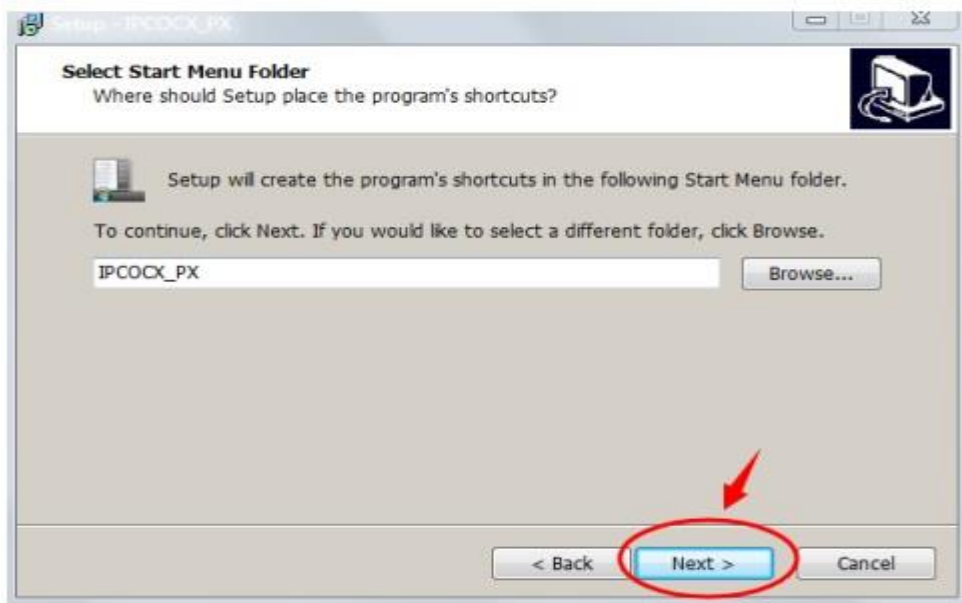 Setup - IPCOCX_PX
Select Start Menu Folder
Where should Setup place the program's shortcuts?
Setup will create the program's shortcuts in the following Start Menu folder.
To continue, click Next. If you would like to select a different folder, click Browse.
IPCOCX_PX
Browse...
< Back
Next >
Cancel